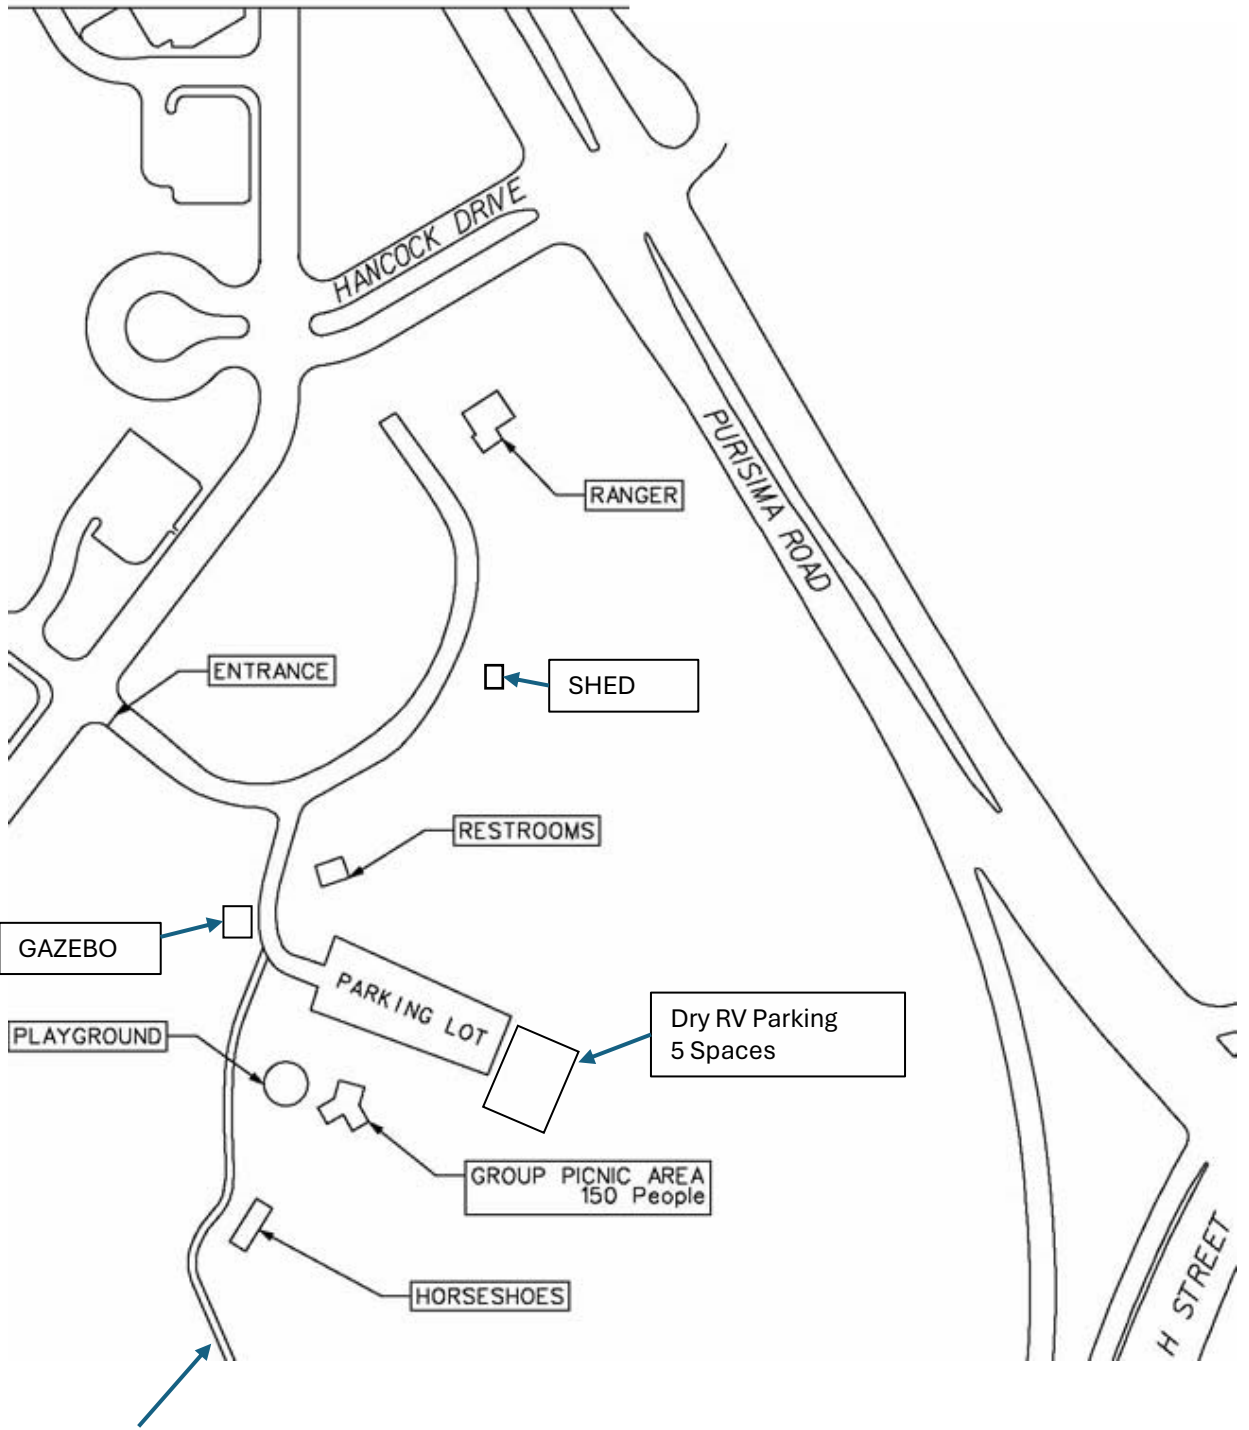 HANCOCK DRIVE
RANGER
PURISIMA ROAD
ENTRANCE
SHED
RESTROOMS
GAZEBO
PARKING LOT
Dry RV Parking
5 Spaces
PLAYGROUND
GROUP PICNIC AREA
150 People
H STREET
HORSESHOES